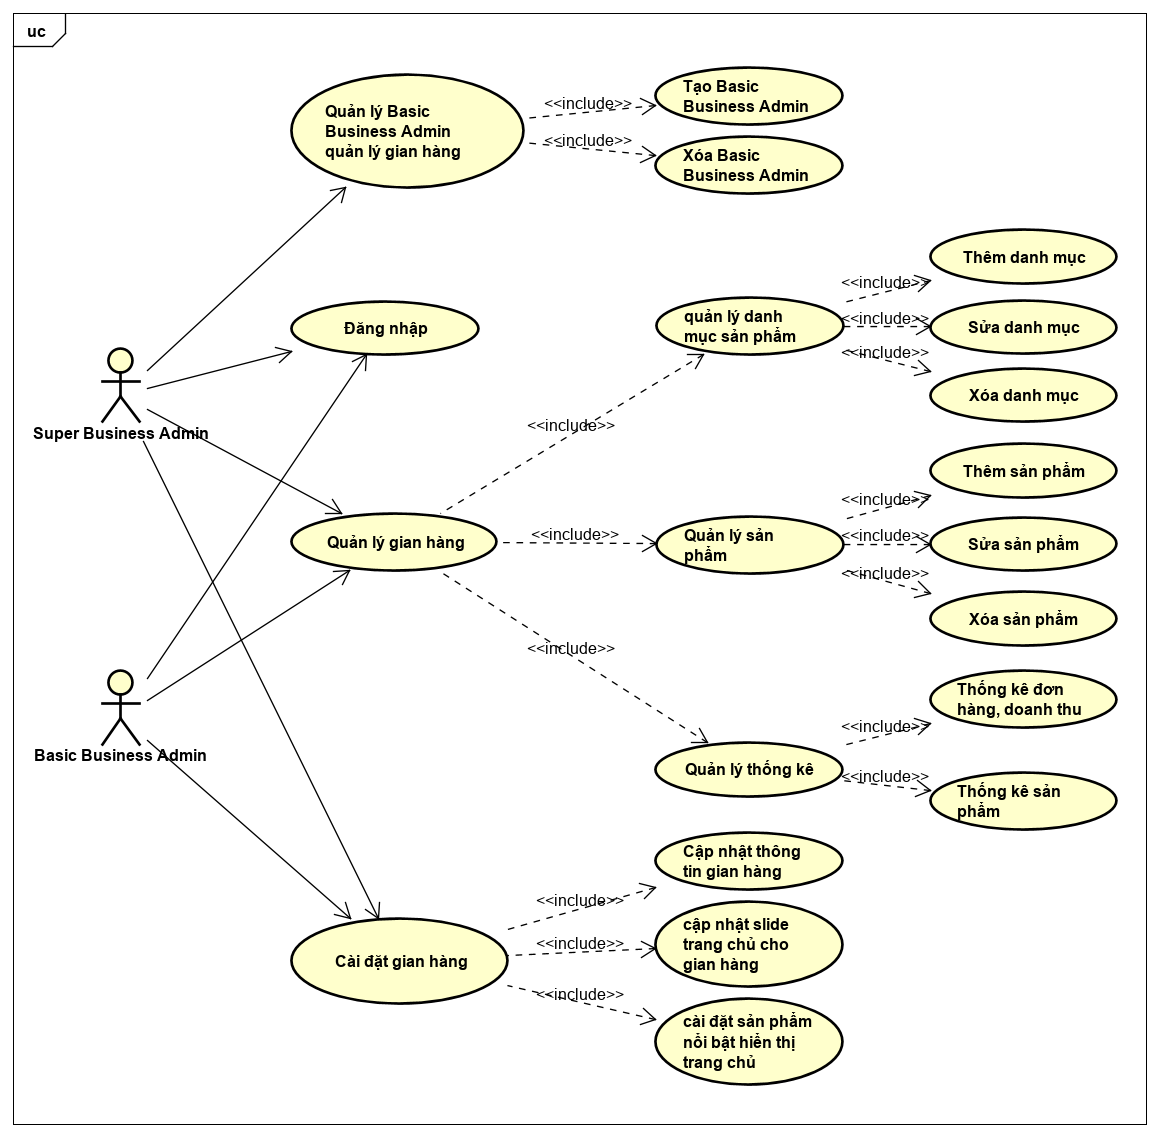 uc
Quản lý Basic
Business Admin
quản lý gian hàng
<<include>>
Tạo Basic
Business Admin
<<include>>
Xóa Basic
Business Admin
Đăng nhập
Super Business Admin
quản lý danh
mục sản phẩm
<<include>>
Thêm danh mục
<<include>>
Sửa danh mục
<<include>>
Xóa danh mục
<<include>>
Quản lý gian hàng
<<include>>
Quản lý sản
phẩm
<<include>>
Thêm sản phẩm
<<include>>
Sửa sản phẩm
<<include>>
Xóa sản phẩm
<<include>>
Basic Business Admin
Quản lý thống kê
<<include>>
Thống kê đơn
hàng, doanh thu
<<include>>
Thống kê sản
phẩm
Cài đặt gian hàng
<<include>>
Cập nhật thông
tin gian hàng
<<include>>
cập nhật slide
trang chủ cho
gian hàng
<<include>>
cài đặt sản phẩm
nổi bật hiển thị
trang chủ